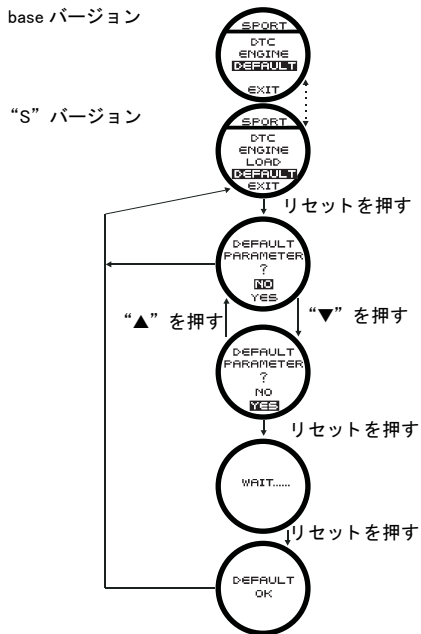 base バージョン
SPORT
DTC
ENGINE
DEFAULT
EXIT
“S”バージョン
SPORT
DTC
ENGINE
LOAD
DEFAULT
EXIT
リセットを押す
DEFAULT
PARAMETER
?
NO
YES
“▲”を押す
“▼”を押す
DEFAULT
PARAMETER
?
NO
YES
リセットを押す
WAIT......
リセットを押す
DEFAULT
OK